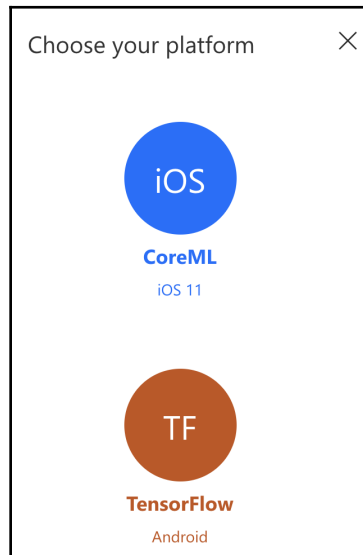 Choose your platform
iOS
CoreML
iOS 11
TF
TensorFlow
Android